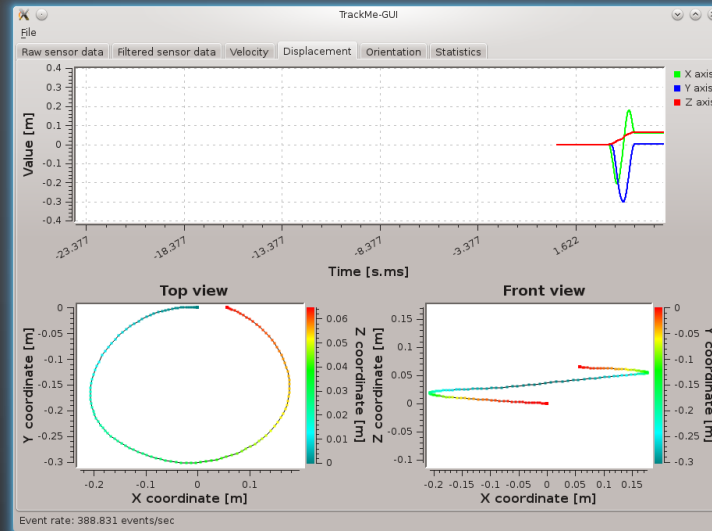 TrackMe-GUI
File
Raw sensor data Filtered sensor data Velocity Displacement Orientation Statistics
0.4
0.3
0.2
0.1
0
-0.1
-0.2
-0.3
-0.4
Value [m]
X axis
Y axis
Z axis
-23.377 -18.377 -13.377 -8.377 -3.377 1.622
Time [s.ms]
Top view
0
-0.05
-0.1
-0.15
-0.2
-0.25
-0.3
Y coordinate [m]
-0.2 -0.1 0 0.1
X coordinate [m]
0.06
0.05
0.04
0.03
0.02
0.01
0
Z coordinate [m]
Front view
0.15
0.1
0.05
0
-0.05
-0.1
Z coordinate [m]
-0.2 -0.15 -0.1 -0.05 0 0.05 0.1 0.15
X coordinate [m]
0
-0.05
-0.1
-0.15
-0.2
-0.25
-0.3
Y coordinate [m]
Event rate: 388.831 events/sec